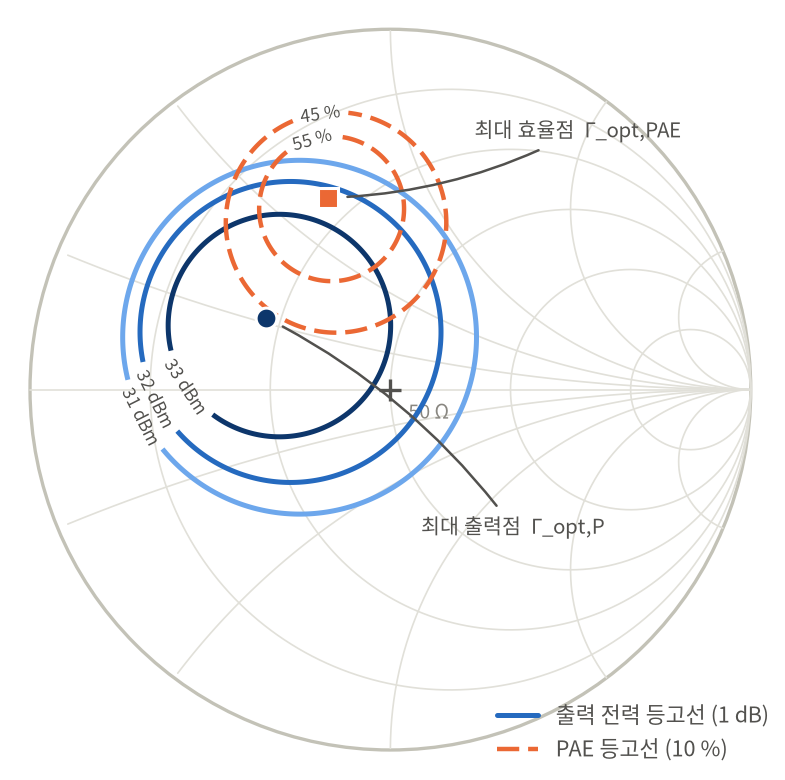 45 %
55 %
최대 효율점 Γ_opt,PAE
33 dBm
32 dBm
31 dBm
50 Ω
최대 출력점 Γ_opt,P
출력 전력 등고선 (1 dB)
PAE 등고선 (10 %)